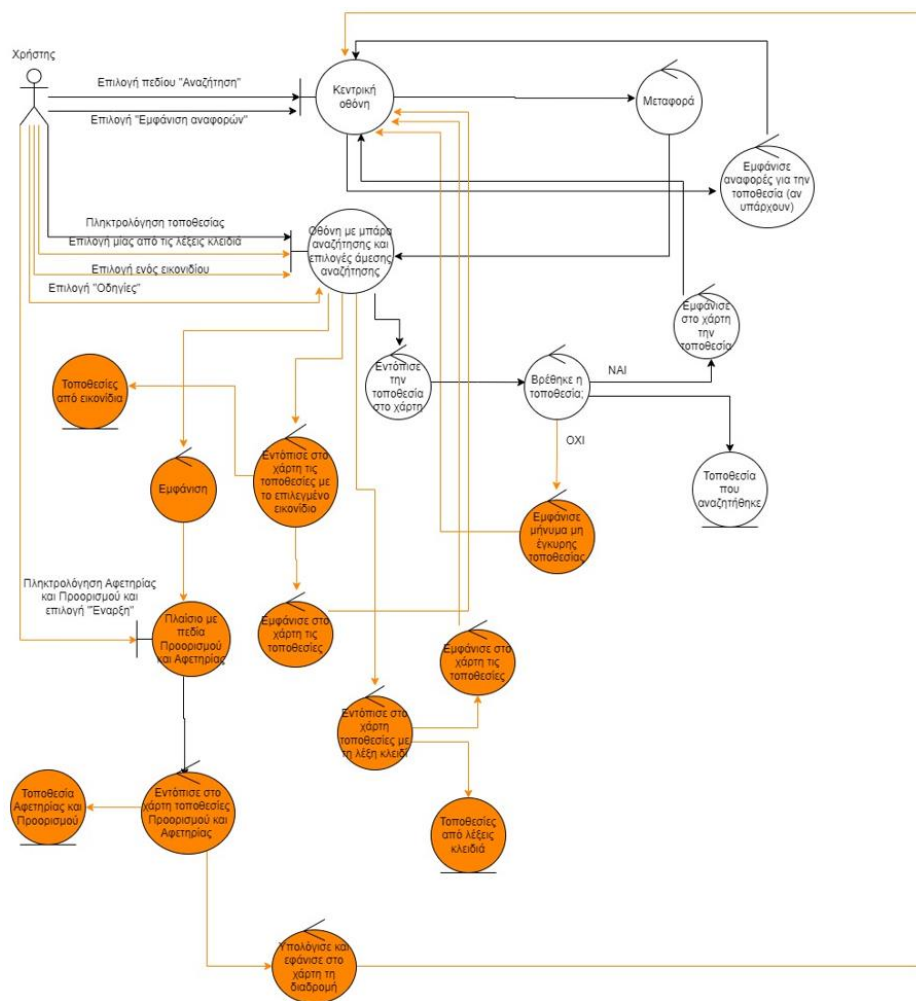 Χρήστης
Επιλογή πεδίου "Αναζήτηση"
Επιλογή "Εμφάνιση αναφορών"
Κεντρική
οθόνη
Μεταφορά
Εμφάνισε
αναφορές για την
τοποθεσία (αν
υπάρχουν)
Πληκτρολόγηση τοποθεσίας
Επιλογή μίας από τις λέξεις κλειδιά
Επιλογή ενός εικονιδίου
Επιλογή "Οδηγίες"
Οθόνη με μπάρα
αναζήτησης και
επιλογές άμεσης
αναζήτησης
Εμφάνισε
στο χάρτη
την
τοποθεσία
Εντόπισε
την
τοποθεσία
στο χάρτη
Βρέθηκε η
τοποθεσία;
ΝΑΙ
ΟΧΙ
Τοποθεσίες
από εικονίδια
Εμφάνιση
Εντόπισε στο
χάρτη τις
τοποθεσίες με
το επιλεγμένο
εικονίδιο
Τοποθεσία
που
αναζητήθηκε
Εμφάνισε
μήνυμα μη
έγκυρης
τοποθεσίας
Πληκτρολόγηση Αφετηρίας
και Προορισμού και
επιλογή "Έναρξη"
Πλαίσιο με
πεδία
Προορισμού
και Αφετηρίας
Εμφάνισε στο
χάρτη τις
τοποθεσίες
Εμφάνισε στο
χάρτη τις
τοποθεσίες
Εντόπισε στο
χάρτη
τοποθεσίες με
τη λέξη κλειδί
Τοποθεσία
Αφετηρίας και
Προορισμού
Εντόπισε στο
χάρτη τοποθεσίες
Προορισμού και
Αφετηρίας
Τοποθεσίες
από λέξεις
κλειδιά
Υπολόγισε και
εφάνισε στο
χάρτη τη
διαδρομή